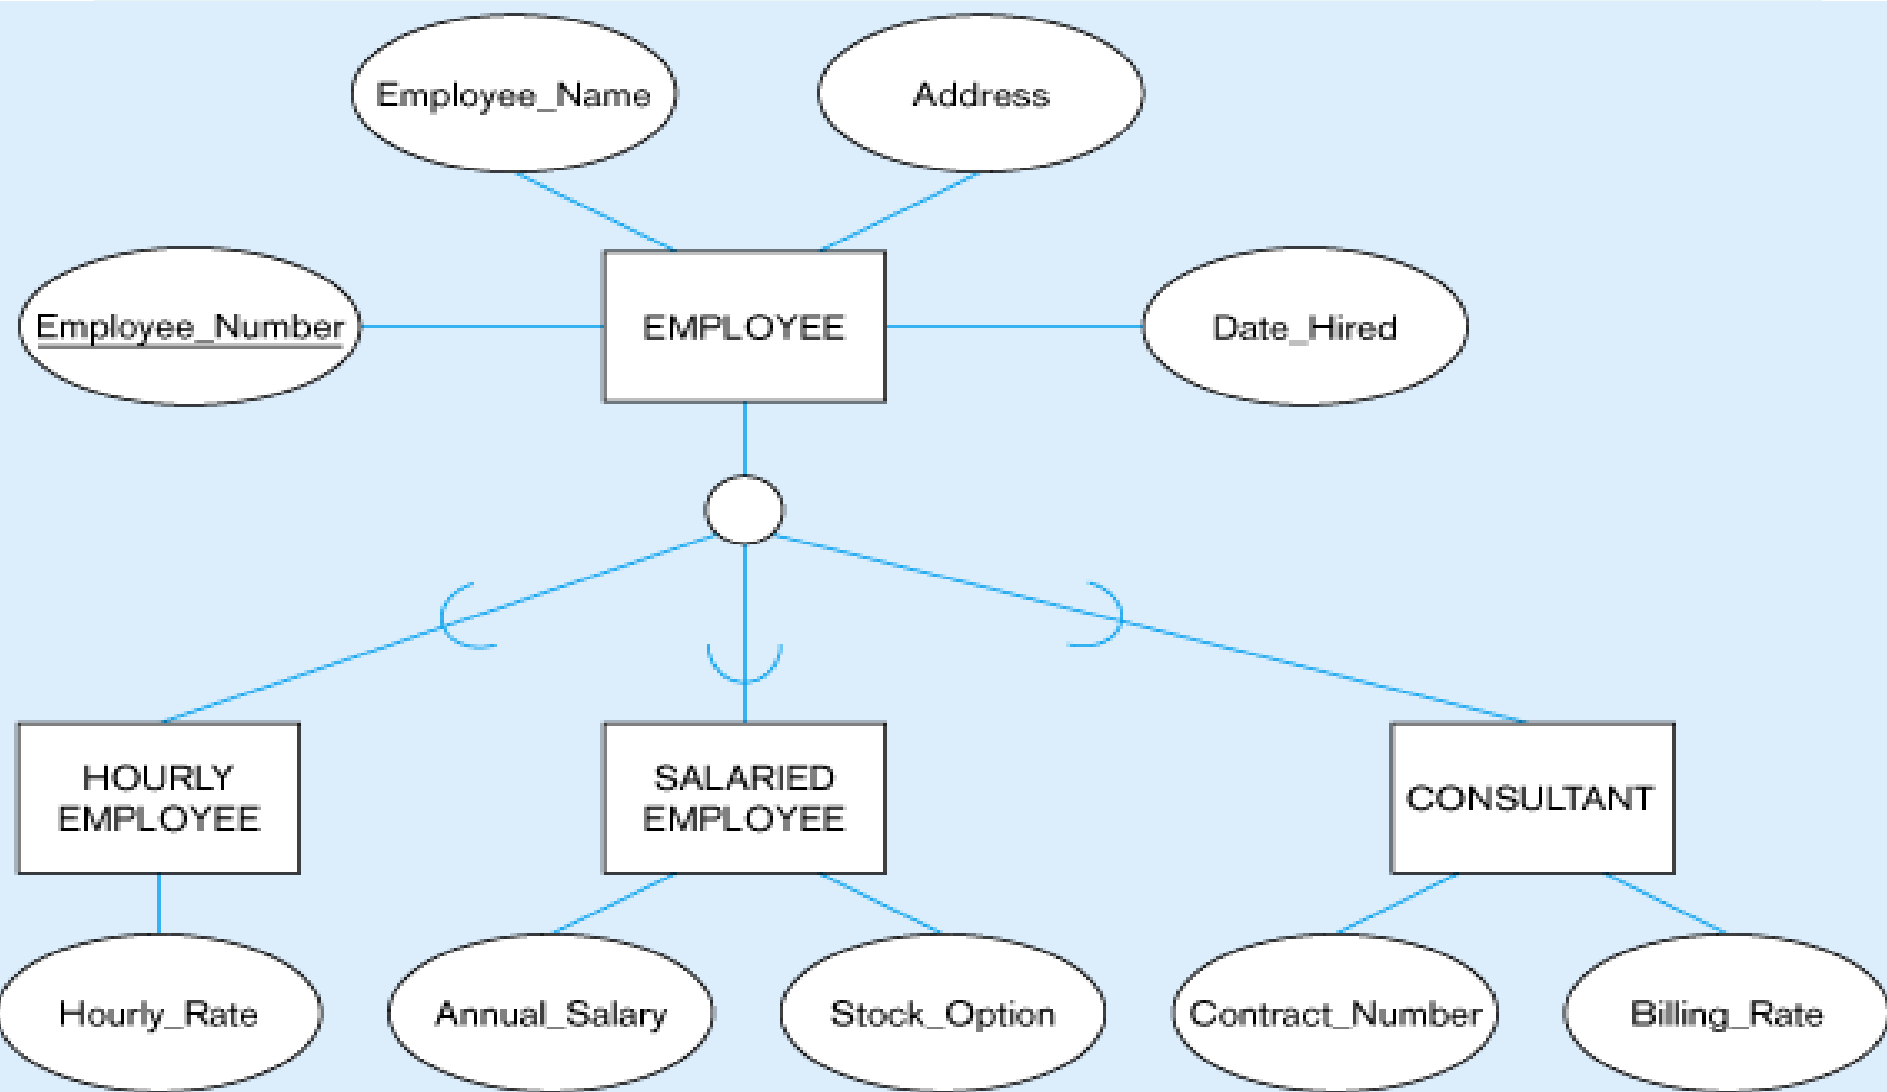 Employee_Name
Address
Employee_Number
EMPLOYEE
Date_Hired
HOURLY
EMPLOYEE
SALARIED
EMPLOYEE
CONSULTANT
Hourly_Rate
Annual_Salary
Stock_Option
Contract_Number
Billing_Rate